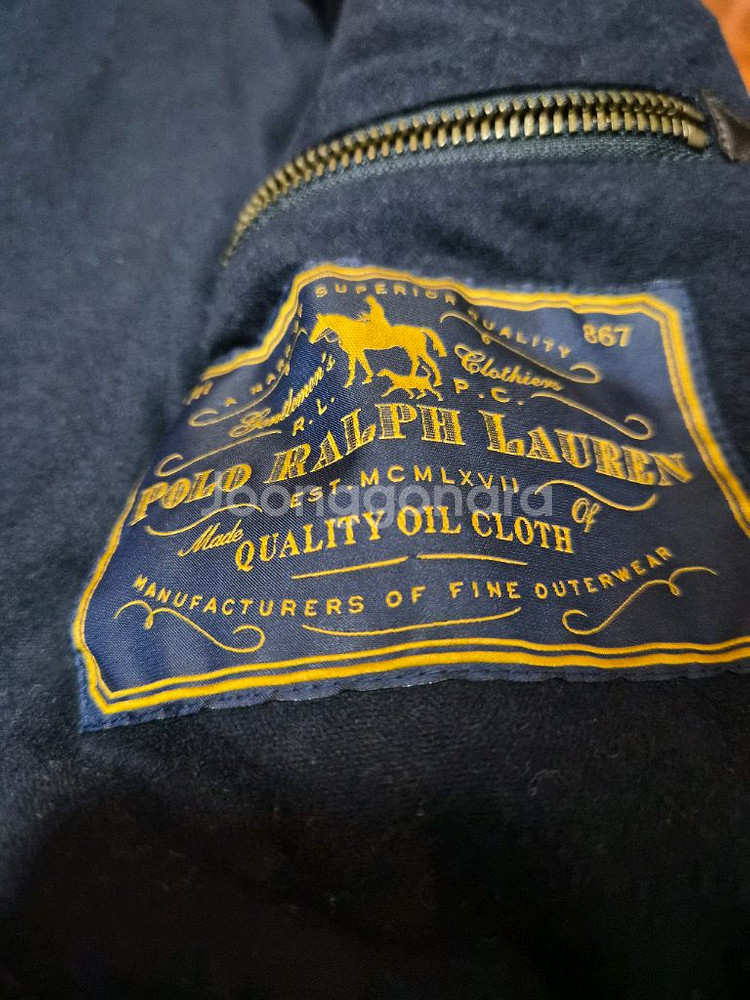 A SUPERIOR QUALITY
867
Gentlemen's Clothiers
R.L. P.C.
POLO RALPH LAUREN
EST. MCMLXVII
Made QUALITY OIL CLOTH Of
MANUFACTURERS OF FINE OUTERWEAR
Joonggonara